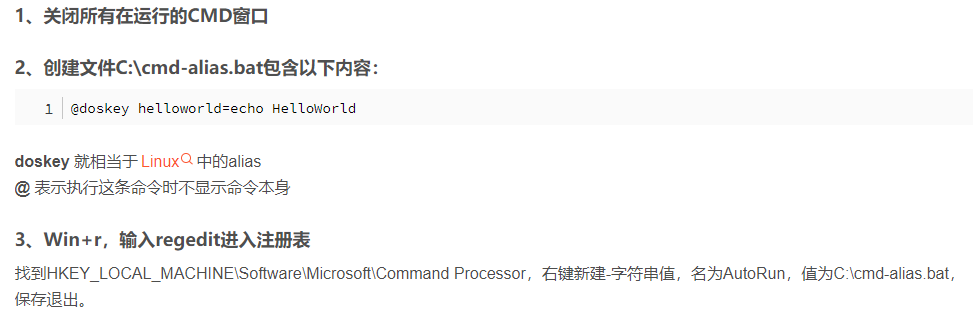 1、关闭所有在运行的CMD窗口
2、创建文件C:\cmd-alias.bat包含以下内容：
1 @doskey helloworld=echo HelloWorld
doskey 就相当于 Linux 中的alias
@ 表示执行这条命令时不显示命令本身
3、Win+r，输入regedit进入注册表
找到HKEY_LOCAL_MACHINE\Software\Microsoft\Command Processor，右键新建-字符串值，名为AutoRun，值为C:\cmd-alias.bat，
保存退出。